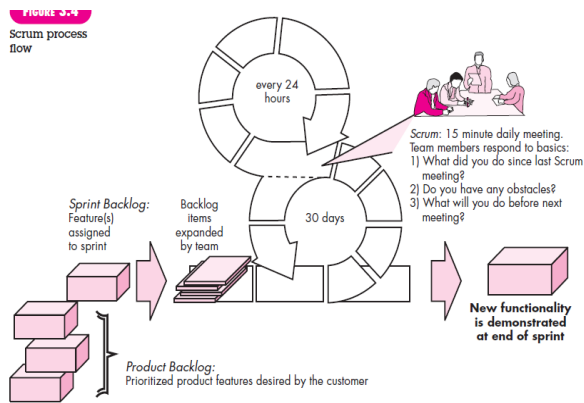 FIGURE 3.4
Scrum process
flow
every 24
hours
Scrum: 15 minute daily meeting.
Team members respond to basics:
1) What did you do since last Scrum
meeting?
2) Do you have any obstacles?
3) What will you do before next
meeting?
Sprint Backlog:
Feature(s)
assigned
to sprint
Backlog
items
expanded
by team
30 days
New functionality
is demonstrated
at end of sprint
Product Backlog:
Prioritized product features desired by the customer